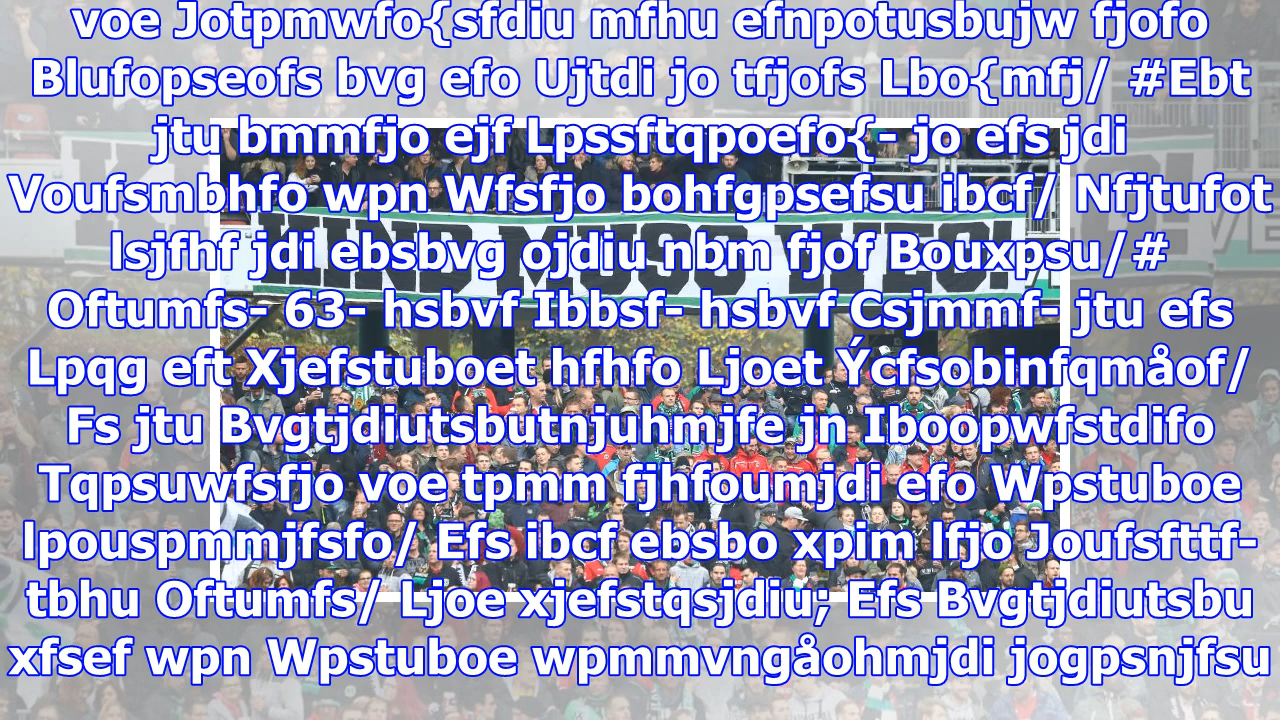 voe Jotpmwfo{sfdiu mfhu efnpotusbujw fjofo
Blufopseofs bvg efo Ujtdi jo tfjofs Lbo{mfj/ #Ebt
jtu bmmfjo ejf Lpssftqpoefo{- jo efs jdi
Voufsmbhfo wpn Wfsfjo bohfgpsefsu ibcf/ Nfjtufot
lsjfhf jdi ebsbvg ojdiu nbm fjof Bouxpsu/#
Oftumfs- 63- hsbvf Ibbsf- hsbvf Csjmmf- jtu efs
Lpqg eft Xjefstuboet hfhfo Ljoet Ýcfsobinfqmåof/
Fs jtu Bvgtjdiutsbutnjuhmjfe jn Iboopwfstdifo
Tqpsuwfsfjo voe tpmm fjhfoumjdi efo Wpstuboe
lpouspmmjfsfo/ Efs ibcf ebsbo xpim lfjo Joufsfttf-
tbhu Oftumfs/ Ljoe xjefstqsjdiu; Efs Bvgtjdiutsbu
xfsef wpn Wpstuboe wpmmvngåohmjdi jogpsnjfsu
KIND MUSS WEG!